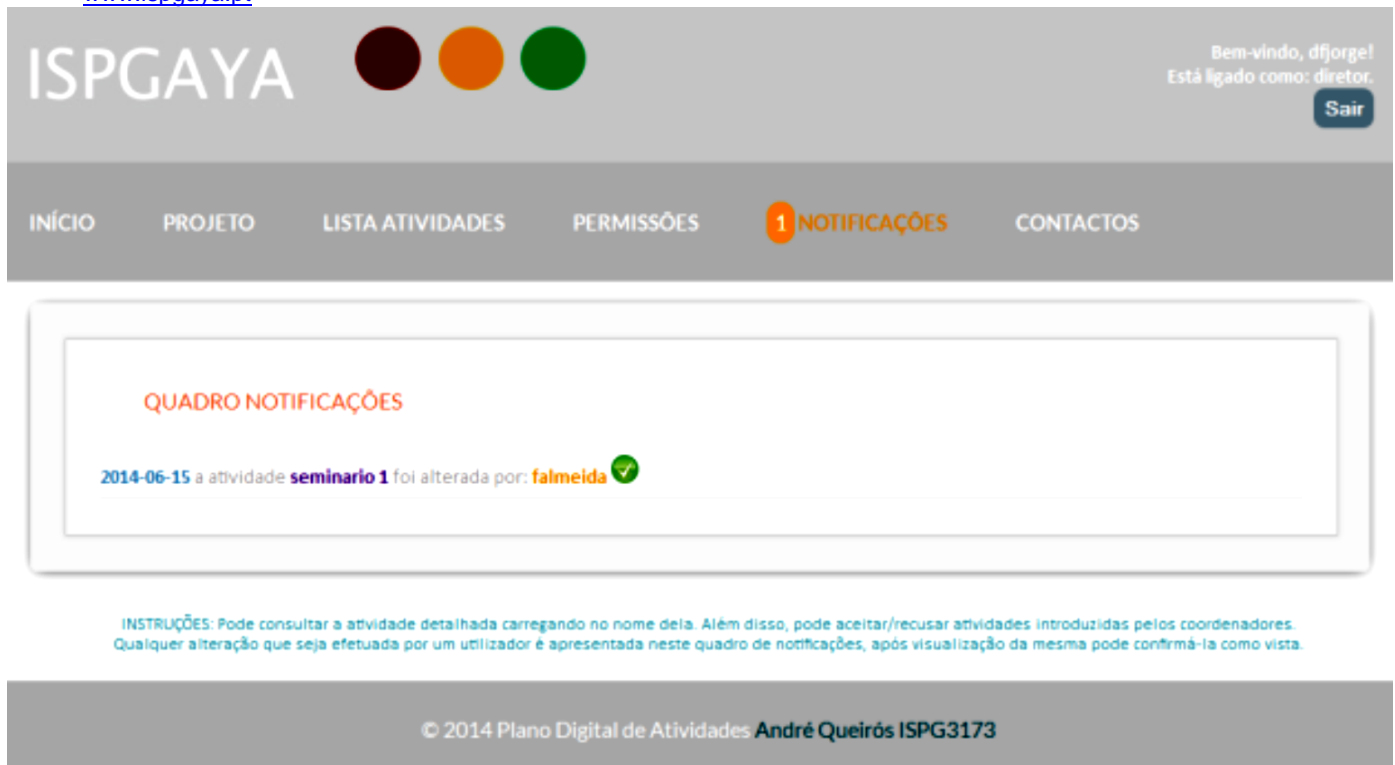 www.ispgaya.pt
ISPGAYA
Bem-vindo, dfjorge!
Está ligado como: diretor.
Sair
INÍCIO PROJETO LISTA ATIVIDADES PERMISSÕES 1 NOTIFICAÇÕES CONTACTOS
QUADRO NOTIFICAÇÕES
2014-06-15 a atividade seminario 1 foi alterada por: falmeida
INSTRUÇÕES: Pode consultar a atividade detalhada carregando no nome dela. Além disso, pode aceitar/recusar atividades introduzidas pelos coordenadores.
Qualquer alteração que seja efetuada por um utilizador é apresentada neste quadro de notificações, após visualização da mesma pode confirmá-la como vista.
© 2014 Plano Digital de Atividades André Queirós ISPG3173